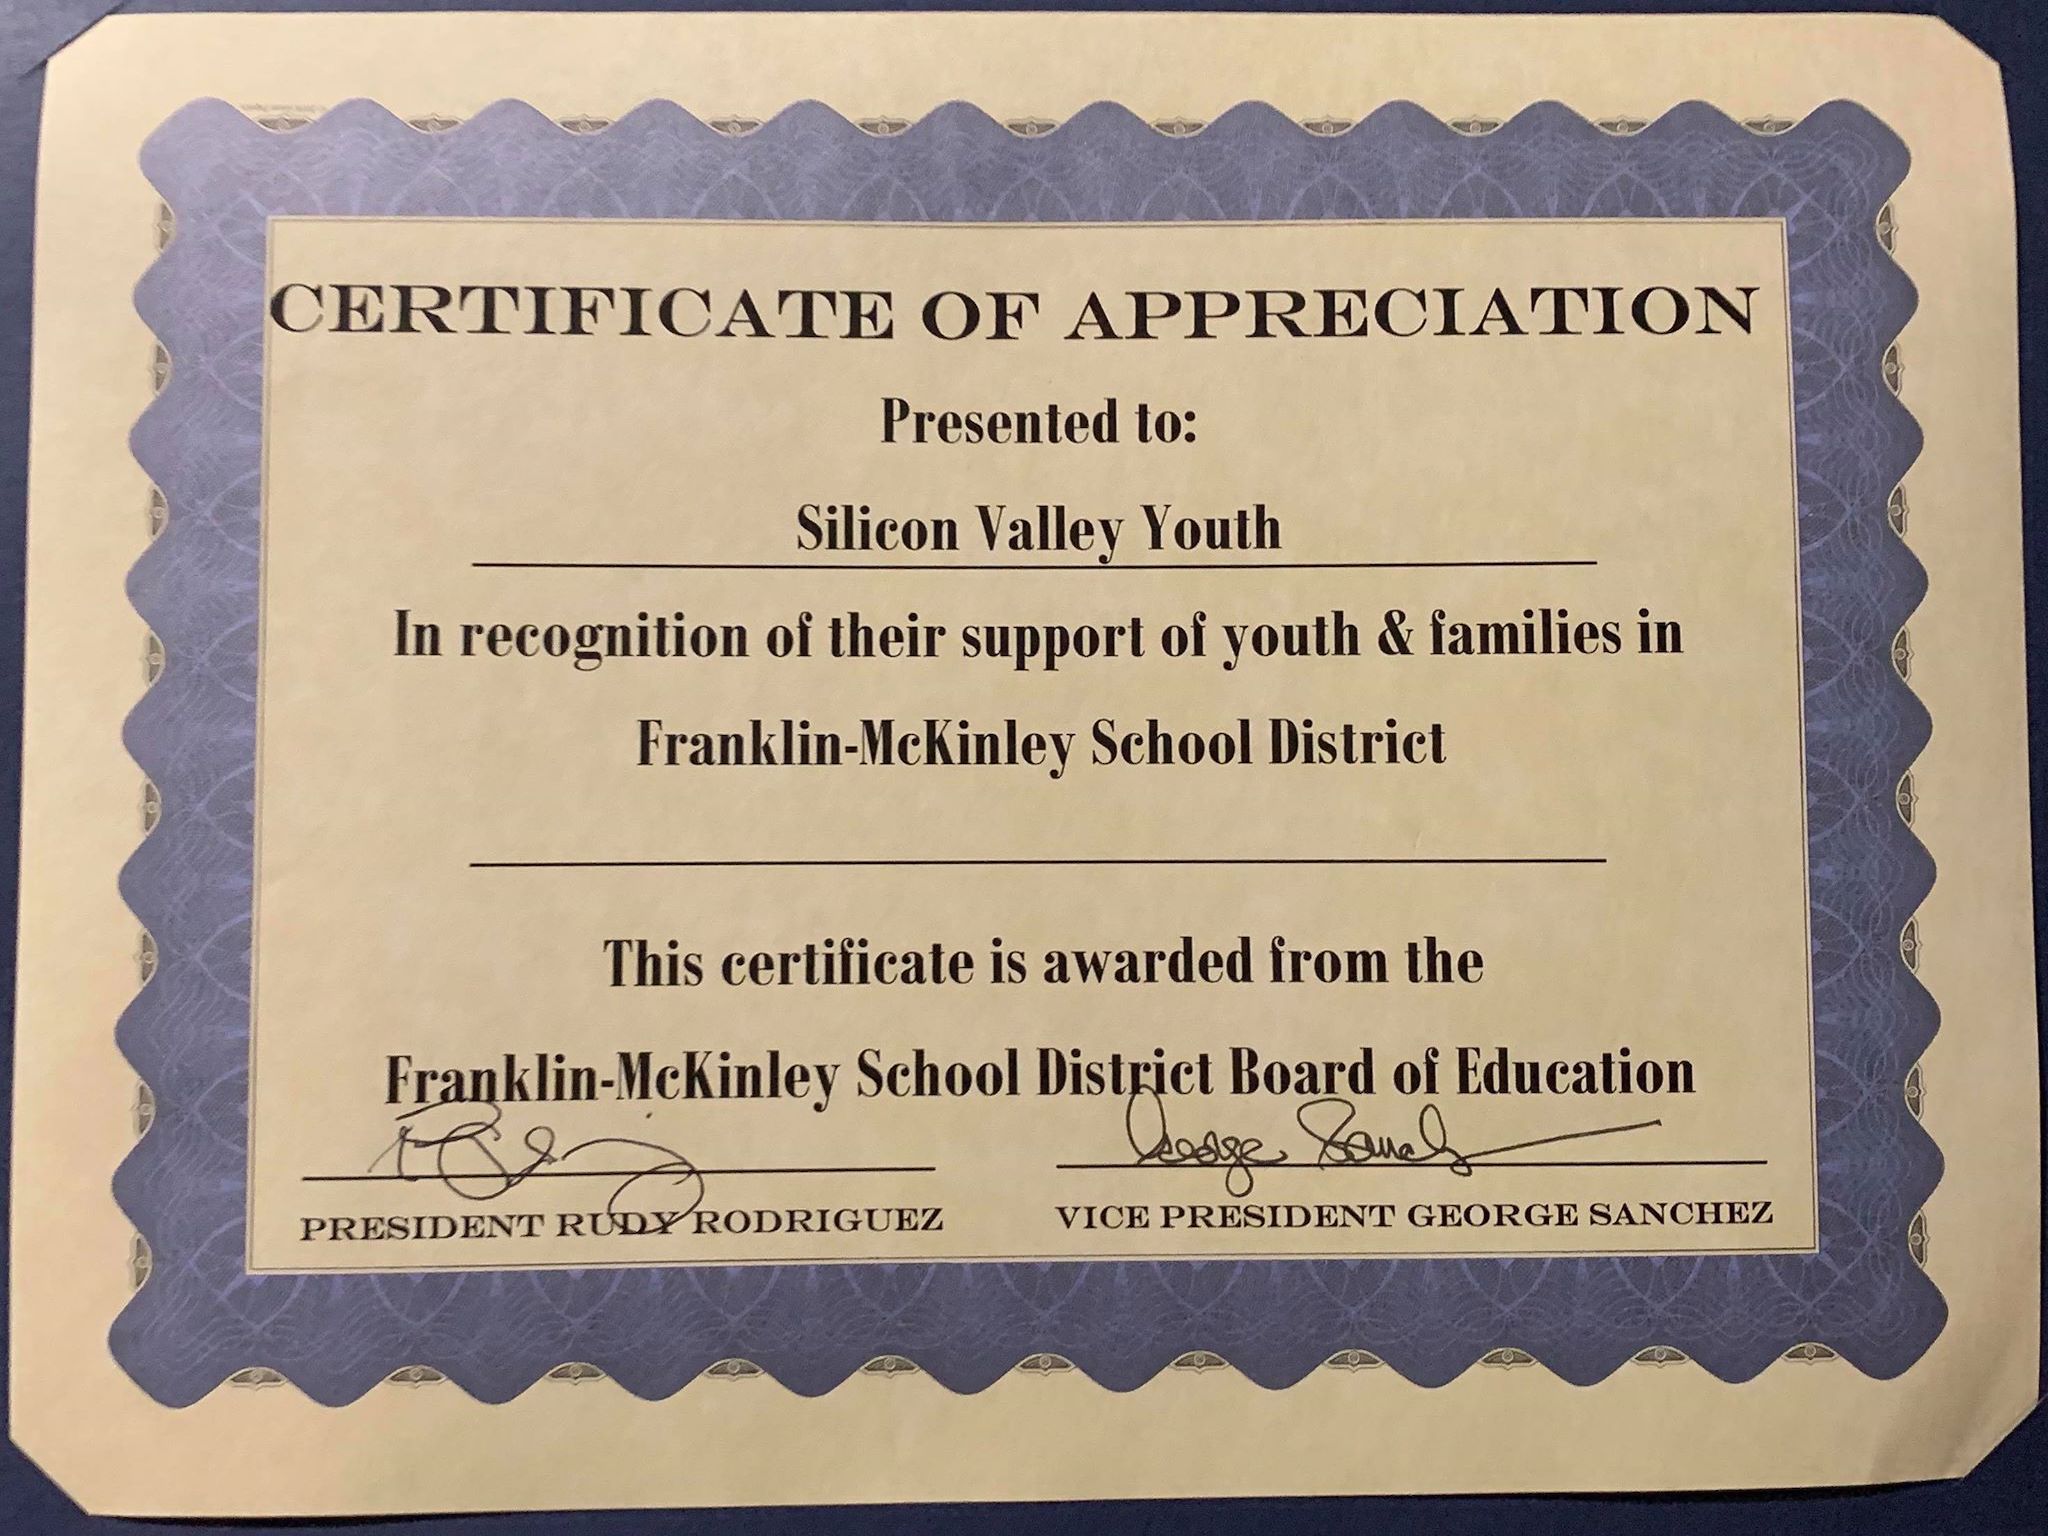 CERTIFICATE OF APPRECIATION
Presented to:
Silicon Valley Youth
In recognition of their support of youth & families in
Franklin-McKinley School District
This certificate is awarded from the
Franklin-McKinley School District Board of Education
George Sanchez
PRESIDENT RUDY RODRIGUEZ
VICE PRESIDENT GEORGE SANCHEZ